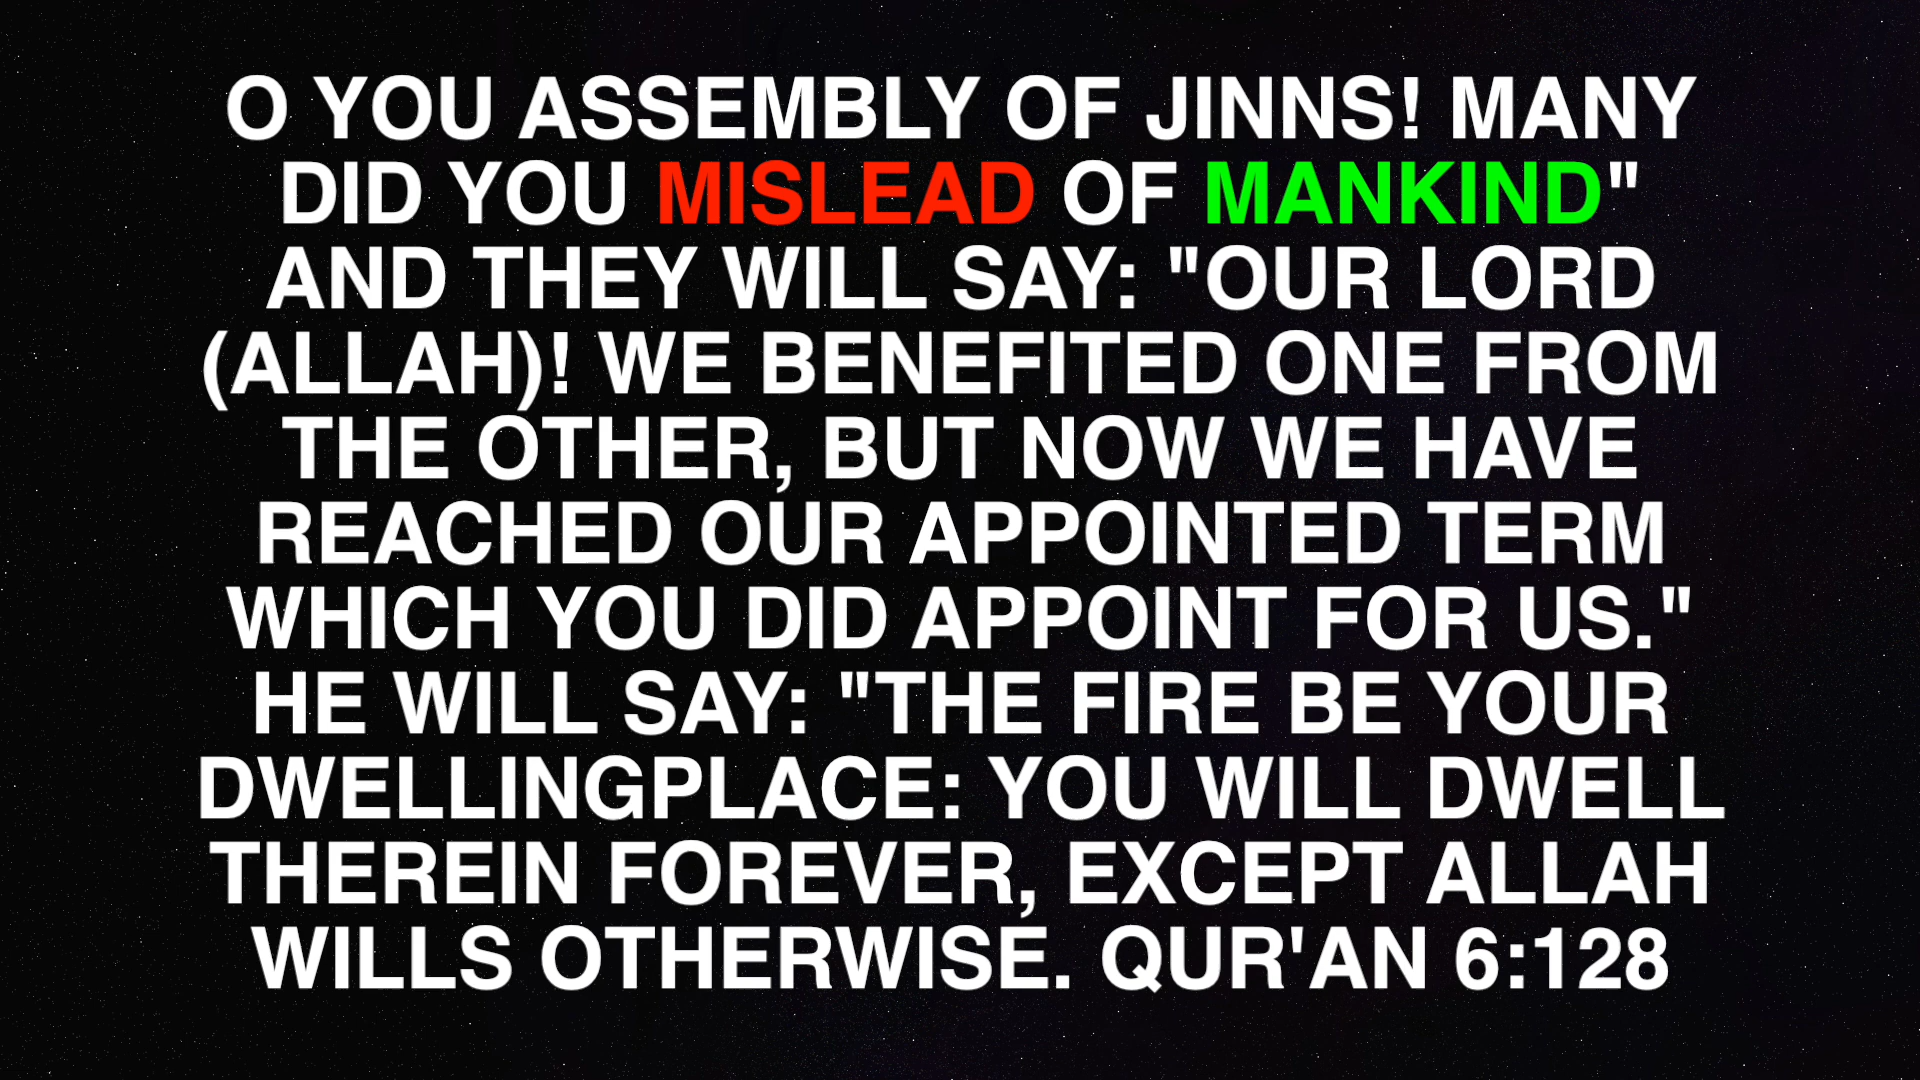 O YOU ASSEMBLY OF JINNS! MANY
DID YOU MISLEAD OF MANKIND"
AND THEY WILL SAY: "OUR LORD
(ALLAH)! WE BENEFITED ONE FROM
THE OTHER, BUT NOW WE HAVE
REACHED OUR APPOINTED TERM
WHICH YOU DID APPOINT FOR US."
HE WILL SAY: "THE FIRE BE YOUR
DWELLINGPLACE: YOU WILL DWELL
THEREIN FOREVER, EXCEPT ALLAH
WILLS OTHERWISE. QUR'AN 6:128